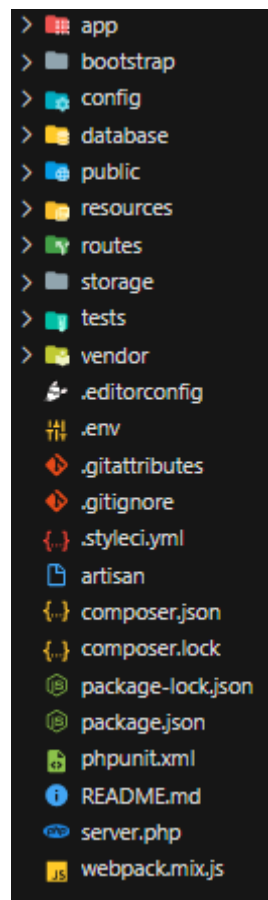 app
bootstrap
config
database
public
resources
routes
storage
tests
vendor
.editorconfig
.env
.gitattributes
.gitignore
.styleci.yml
artisan
composer.json
composer.lock
package-lock.json
package.json
phpunit.xml
README.md
server.php
webpack.mix.js